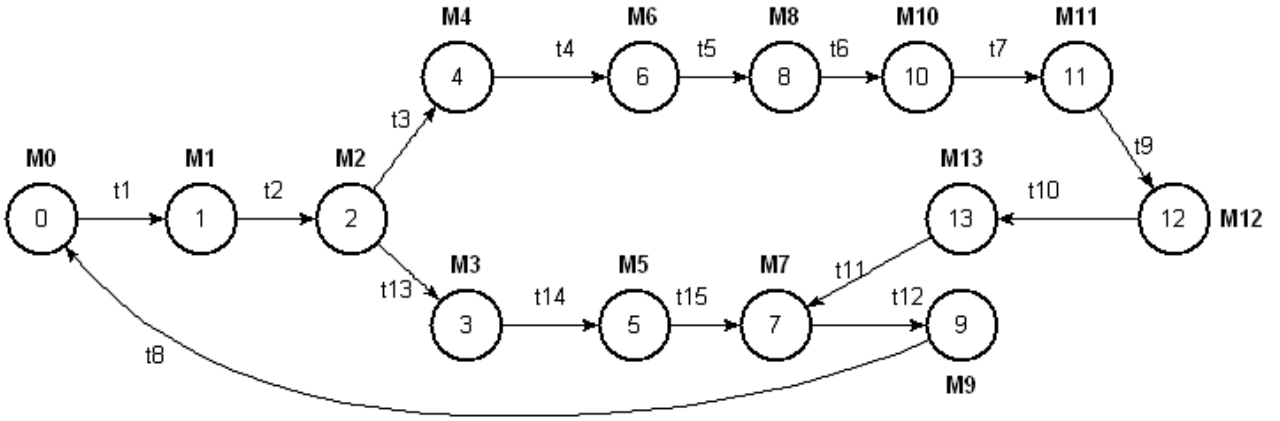 M4 M6 M8 M10 M11
t4 t5 t6 t7
4 6 8 10 11
t3 t9
M0 M1 M2 M13
t1 t2 t10
0 1 2 13 12 M12
M3 M5 M7
t13 t14 t15 t11 t12
3 5 7 9
t8
M9